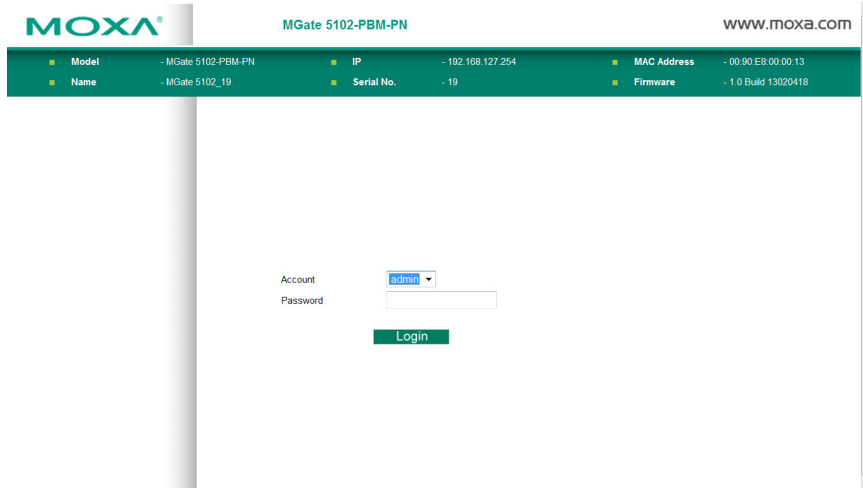 MOXA®
MGate 5102-PBM-PN
www.moxa.com
Model - MGate 5102-PBM-PN IP - 192.168.127.254 MAC Address - 00:90:E8:00:00:13
Name - MGate 5102_19 Serial No. - 19 Firmware - 1.0 Build 13020418
Account admin
Password
Login